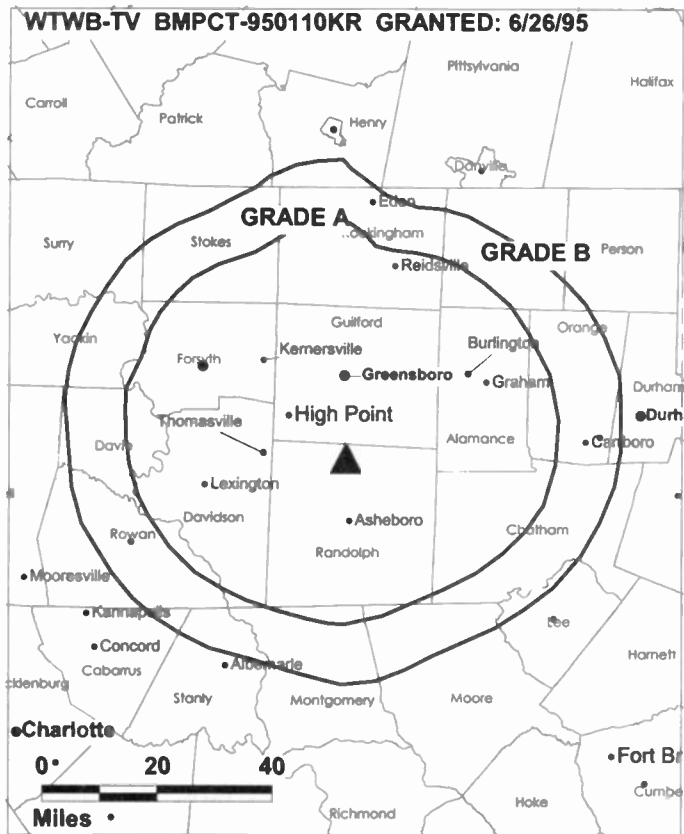 WTWB-TV BMPCT-950110KR GRANTED: 6/26/95
Pittsylvania
Halifax
Carroll
Patrick
Henry
Danville
Eden
GRADE A
Surry
Stokes
ockingham
GRADE B
Person
Reidsville
Yadkin
Guilford
Orange
Forsyth
Kernersville
Burlington
Greensboro
Graham
Durham
High Point
Durh
Thomasville
Davie
Alamance
Carrboro
Lexington
Davidson
Asheboro
Rowan
Chatham
Randolph
Mooresville
Kannapolis
Lee
Concord
Cabarrus
Albemarle
Harnett
cklenburg
Stanly
Montgomery
Moore
Charlotte
Fort Br
0 20 40
Cumbe
Miles
Richmond
Hoke